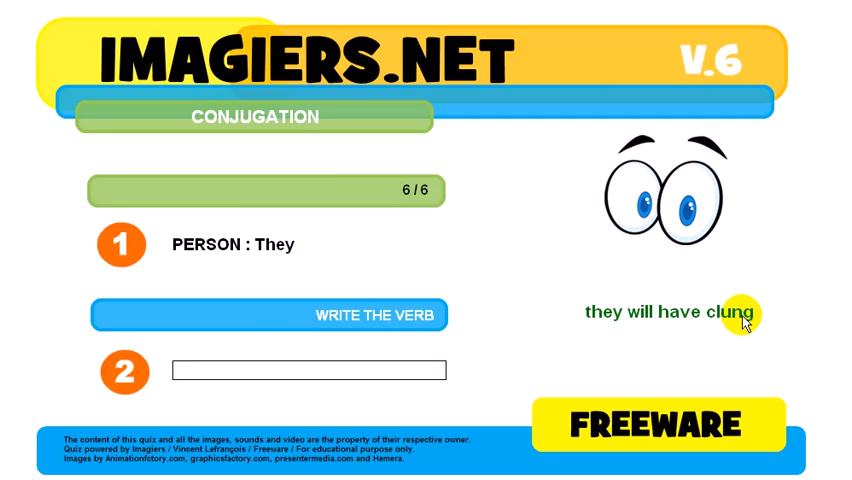 IMAGIERS.NET
V.6
CONJUGATION
6 / 6
1
PERSON : They
WRITE THE VERB
they will have clung
2
FREEWARE
The content of this quiz and all the images, sounds and video are the property of their respective owner.
Quiz powered by Imagiers / Vincent Lefrançois / Freeware / For educational purpose only.
Images by Animationfctory.com, graphicsfactory.com, presentermedia.com and Hemera.